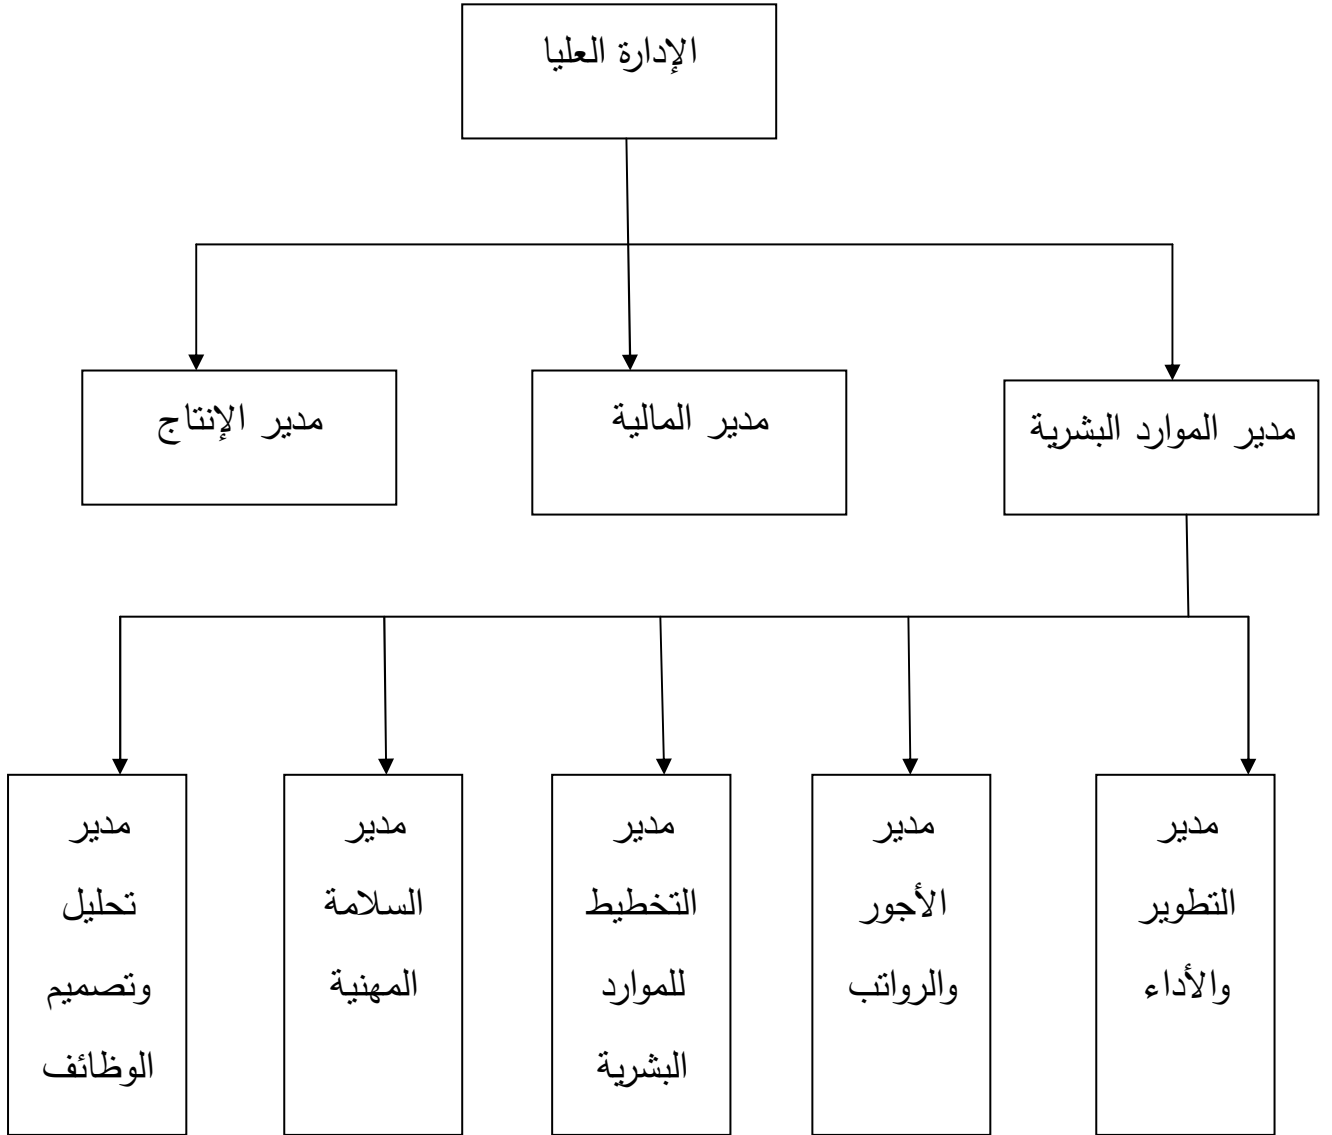 الإدارة العليا
مدير الموارد البشرية
مدير المالية
مدير الإنتاج
مدير
التطوير
والأداء
مدير
الأجور
والرواتب
مدير
التخطيط
للموارد
البشرية
مدير
السلامة
المهنية
مدير
تحليل
وتصميم
الوظائف